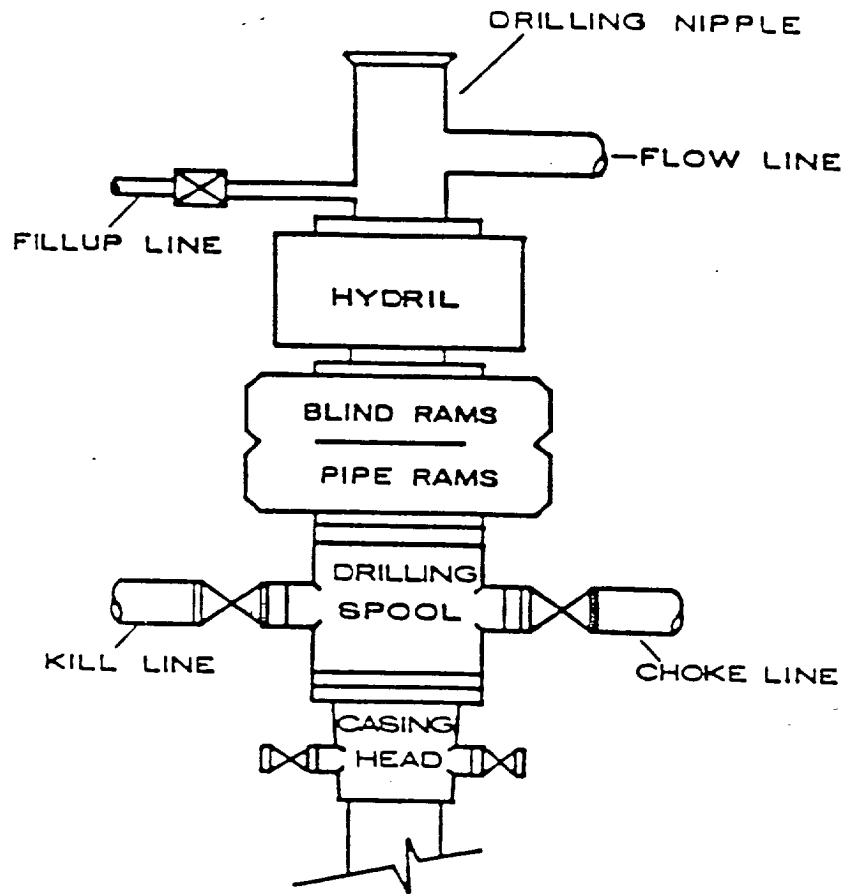 DRILLING NIPPLE
FLOW LINE
FILLUP LINE
HYDRIL
BLIND RAMS
PIPE RAMS
DRILLING
SPOOL
KILL LINE
CHOKE LINE
CASING
HEAD